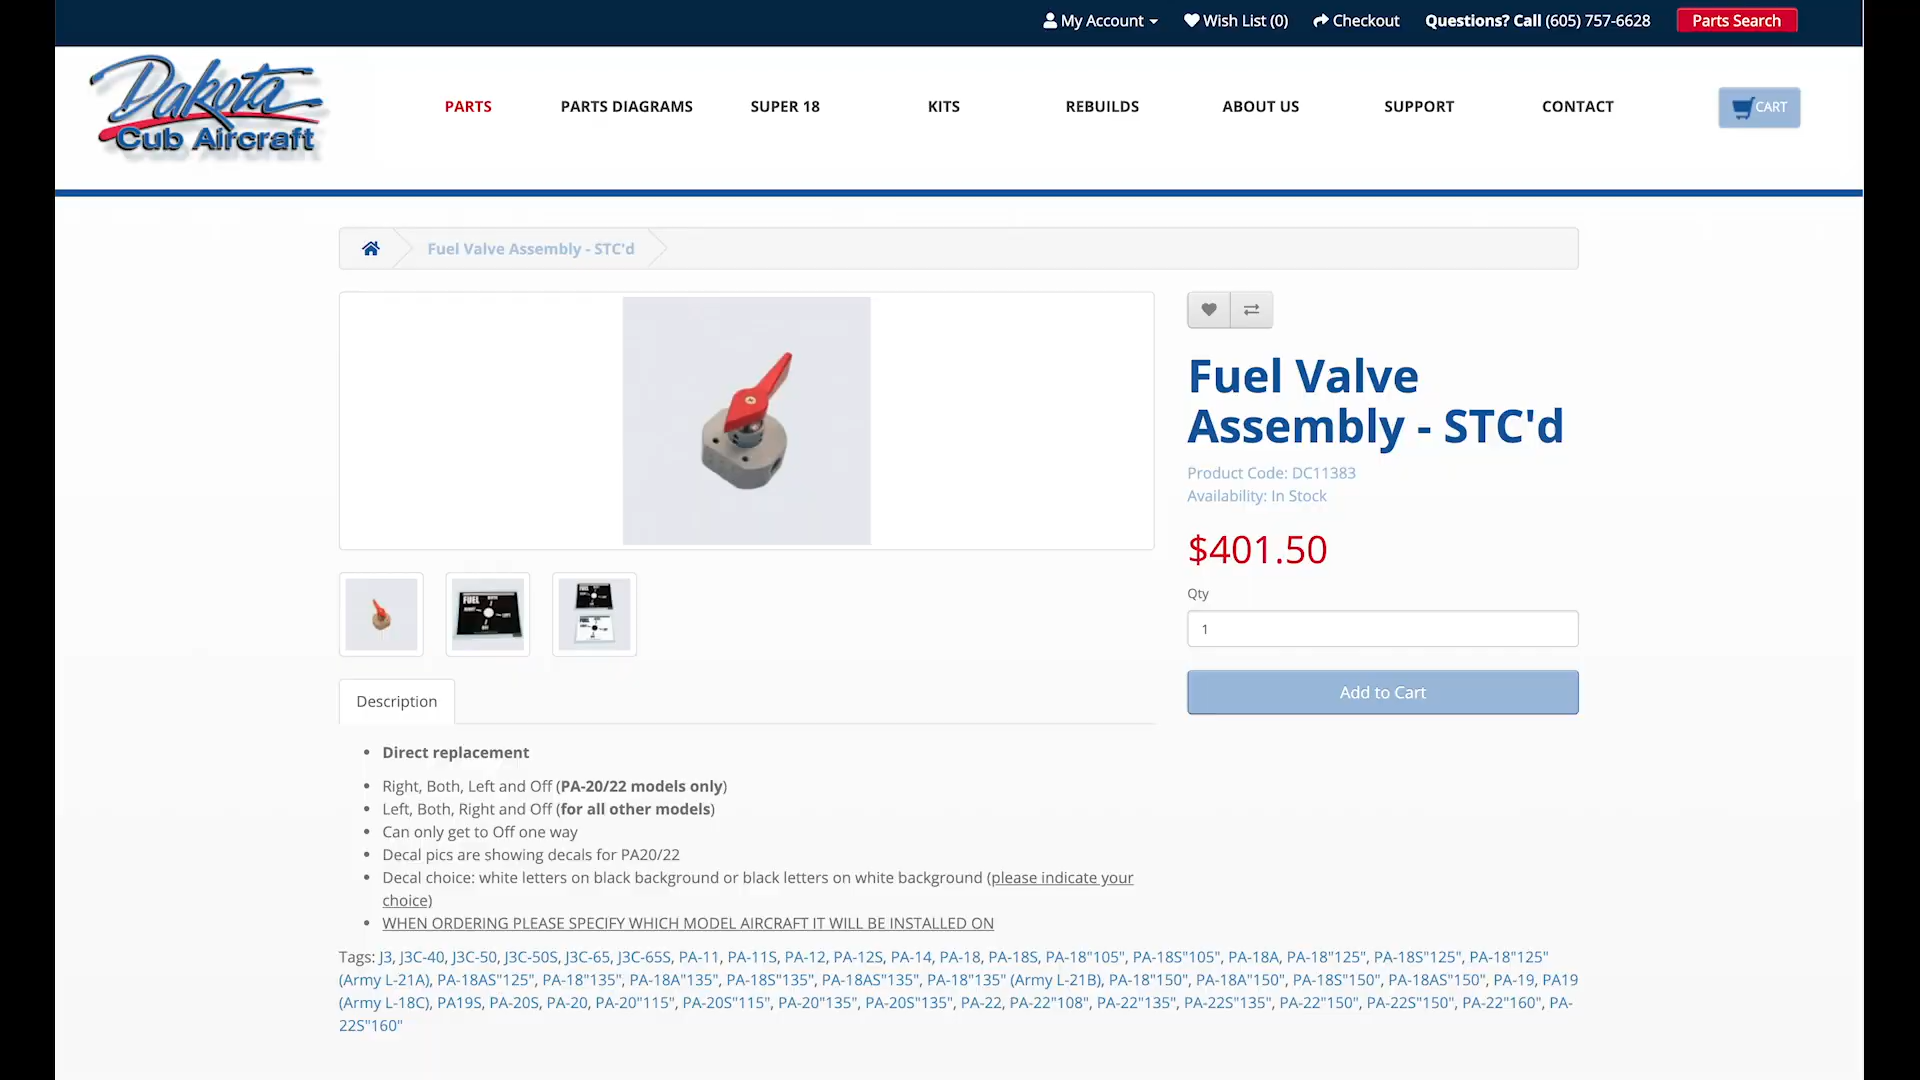 My Account
Wish List (0)
Checkout
Questions? Call (605) 757-6628
Parts Search
Dakota
Cub Aircraft
PARTS
PARTS DIAGRAMS
SUPER 18
KITS
REBUILDS
ABOUT US
SUPPORT
CONTACT
CART
Fuel Valve Assembly - STC'd
Fuel Valve
Assembly - STC'd
Product Code: DC11383
Availability: In Stock
$401.50
Qty
1
Add to Cart
FUEL
OFF
FUEL
Description
Direct replacement
Right, Both, Left and Off (PA-20/22 models only)
Left, Both, Right and Off (for all other models)
Can only get to Off one way
Decal pics are showing decals for PA20/22
Decal choice: white letters on black background or black letters on white background (please indicate your
choice)
WHEN ORDERING PLEASE SPECIFY WHICH MODEL AIRCRAFT IT WILL BE INSTALLED ON
Tags: J3, J3C-40, J3C-50, J3C-50S, J3C-65, J3C-65S, PA-11, PA-11S, PA-12, PA-12S, PA-14, PA-18, PA-18S, PA-18"105", PA-18S"105", PA-18A, PA-18"125", PA-18S"125", PA-18"125"
(Army L-21A), PA-18AS"125", PA-18"135", PA-18A"135", PA-18S"135", PA-18AS"135", PA-18"135" (Army L-21B), PA-18"150", PA-18A"150", PA-18S"150", PA-18AS"150", PA-19, PA19
(Army L-18C), PA19S, PA-20S, PA-20, PA-20"115", PA-20S"115", PA-20"135", PA-20S"135", PA-22, PA-22"108", PA-22"135", PA-22S"135", PA-22"150", PA-22S"150", PA-22"160", PA-
22S"160"